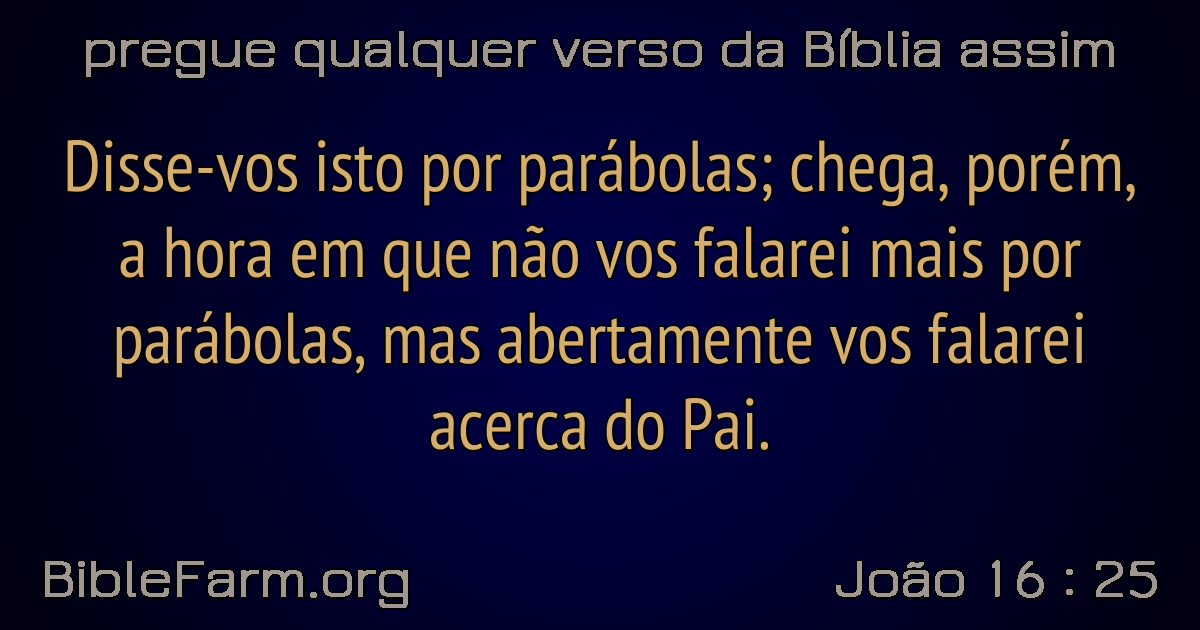 pregue qualquer verso da Bíblia assim
Disse-vos isto por parábolas; chega, porém,
a hora em que não vos falarei mais por
parábolas, mas abertamente vos falarei
acerca do Pai.
BibleFarm.org
João 16 : 25